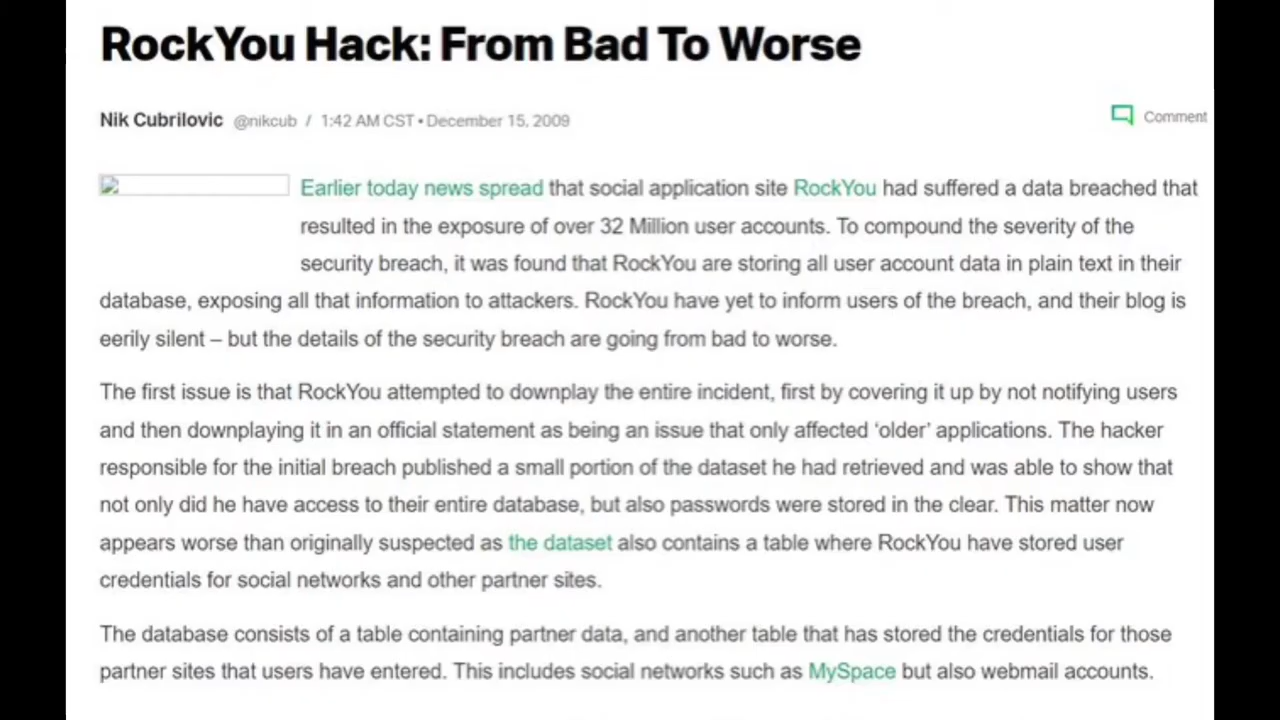 RockYou Hack: From Bad To Worse
Nik Cubrilovic @nikcub / 1:42 AM CST • December 15, 2009
Comment
Earlier today news spread that social application site RockYou had suffered a data breached that
resulted in the exposure of over 32 Million user accounts. To compound the severity of the
security breach, it was found that RockYou are storing all user account data in plain text in their
database, exposing all that information to attackers. RockYou have yet to inform users of the breach, and their blog is
eerily silent – but the details of the security breach are going from bad to worse.
The first issue is that RockYou attempted to downplay the entire incident, first by covering it up by not notifying users
and then downplaying it in an official statement as being an issue that only affected ‘older’ applications. The hacker
responsible for the initial breach published a small portion of the dataset he had retrieved and was able to show that
not only did he have access to their entire database, but also passwords were stored in the clear. This matter now
appears worse than originally suspected as the dataset also contains a table where RockYou have stored user
credentials for social networks and other partner sites.
The database consists of a table containing partner data, and another table that has stored the credentials for those
partner sites that users have entered. This includes social networks such as MySpace but also webmail accounts.